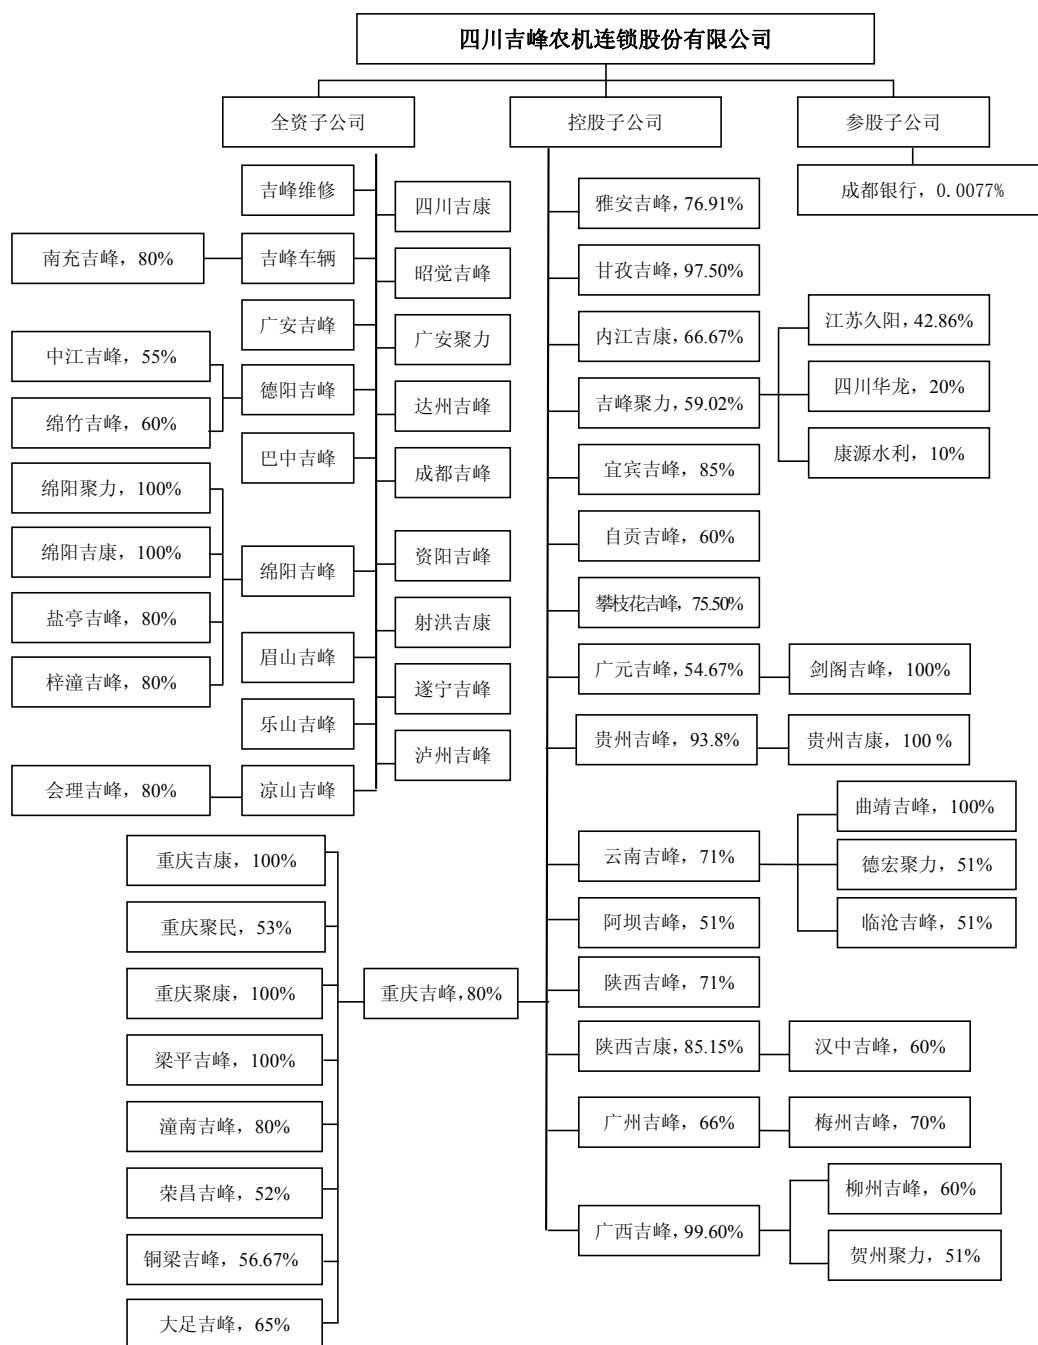 四川吉峰农机连锁股份有限公司
全资子公司
控股子公司
参股子公司
吉峰维修
四川吉康
雅安吉峰，76.91%
成都银行，0.0077%
南充吉峰，80%
吉峰车辆
昭觉吉峰
甘孜吉峰，97.50%
广安吉峰
广安聚力
内江吉康，66.67%
江苏久阳，42.86%
中江吉峰，55%
德阳吉峰
达州吉峰
吉峰聚力，59.02%
四川华龙，20%
绵竹吉峰，60%
巴中吉峰
成都吉峰
宜宾吉峰，85%
康源水利，10%
绵阳聚力，100%
绵阳吉康，100%
绵阳吉峰
资阳吉峰
自贡吉峰，60%
盐亭吉峰，80%
射洪吉康
攀枝花吉峰，75.50%
梓潼吉峰，80%
眉山吉峰
遂宁吉峰
广元吉峰，54.67%
剑阁吉峰，100%
乐山吉峰
泸州吉峰
贵州吉峰，93.8%
贵州吉康，100 %
会理吉峰，80%
凉山吉峰
曲靖吉峰，100%
重庆吉康，100%
云南吉峰，71%
德宏聚力，51%
重庆聚民，53%
阿坝吉峰，51%
临沧吉峰，51%
重庆聚康，100%
重庆吉峰，80%
陕西吉峰，71%
梁平吉峰，100%
陕西吉康，85.15%
汉中吉峰，60%
潼南吉峰，80%
广州吉峰，66%
梅州吉峰，70%
荣昌吉峰，52%
柳州吉峰，60%
铜梁吉峰，56.67%
广西吉峰，99.60%
贺州聚力，51%
大足吉峰，65%